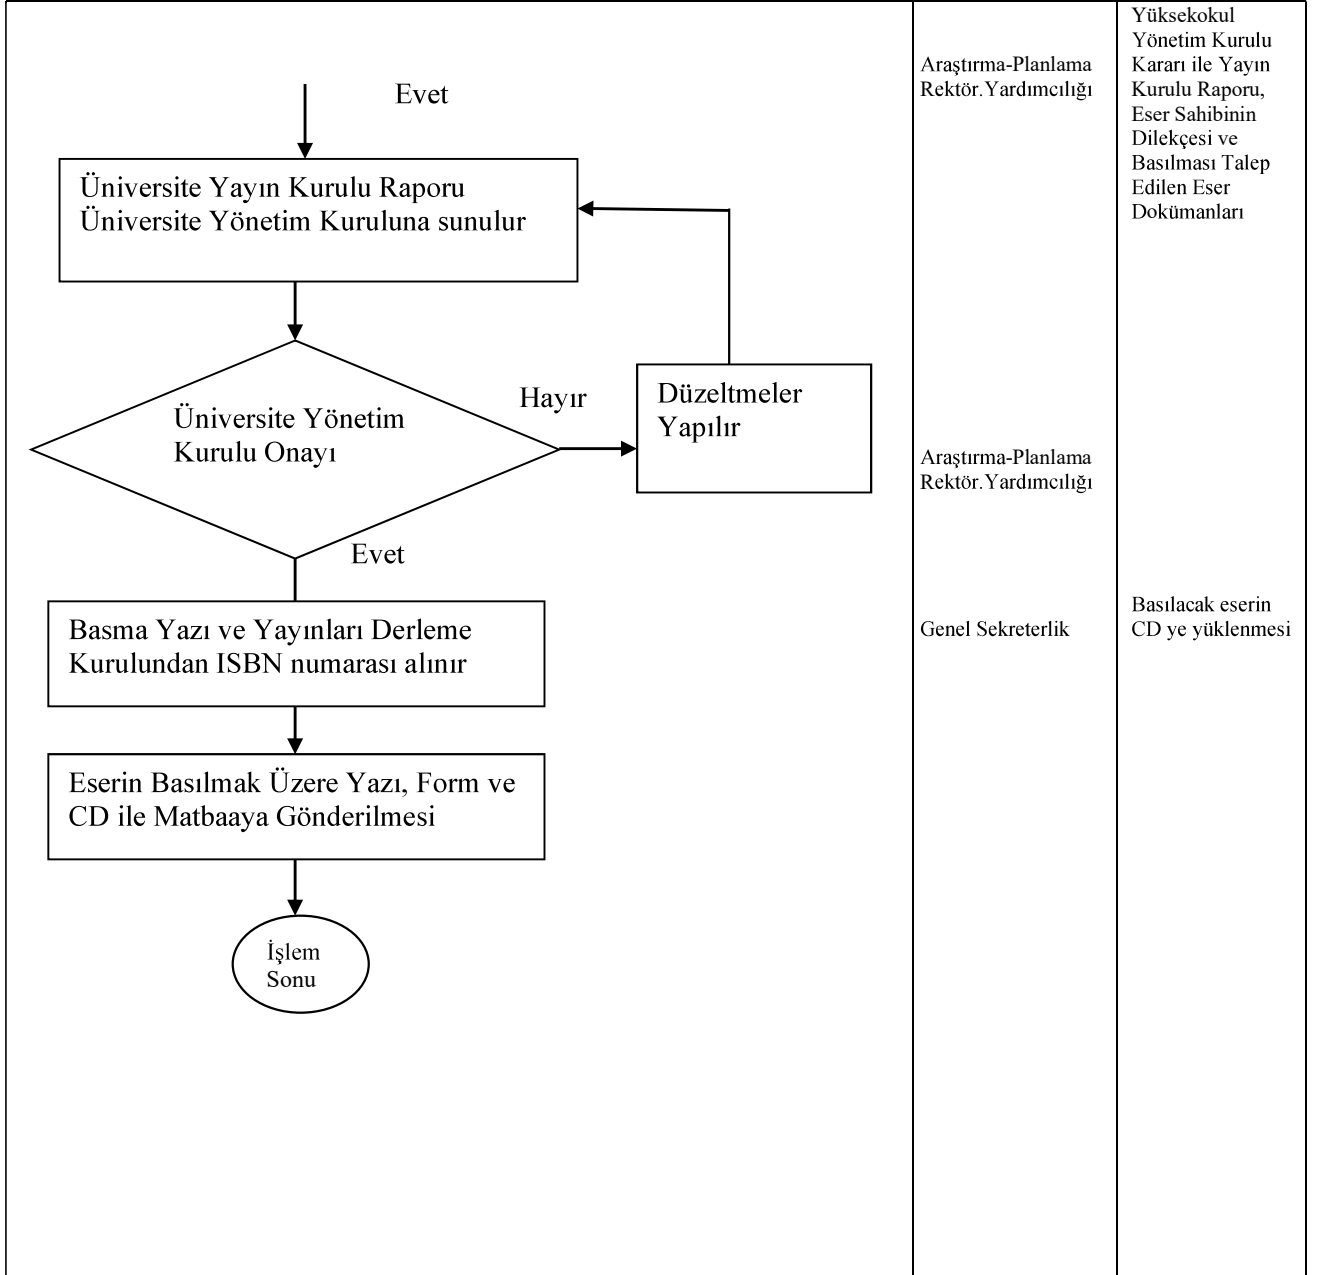 Evet
Üniversite Yayın Kurulu Raporu
Üniversite Yönetim Kuruluna sunulur
Üniversite Yönetim
Kurulu Onayı
Hayır
Düzeltmeler
Yapılır
Evet
Basma Yazı ve Yayınları Derleme
Kurulundan ISBN numarası alınır
Eserin Basılmak Üzere Yazı, Form ve
CD ile Matbaaya Gönderilmesi
İşlem
Sonu
Araştırma-Planlama
Rektör.Yardımcılığı
Araştırma-Planlama
Rektör.Yardımcılığı
Genel Sekreterlik
Yüksekokul
Yönetim Kurulu
Kararı ile Yayın
Kurulu Raporu,
Eser Sahibinin
Dilekçesi ve
Basılması Talep
Edilen Eser
Dokümanları
Basılacak eserin
CD ye yüklenmesi